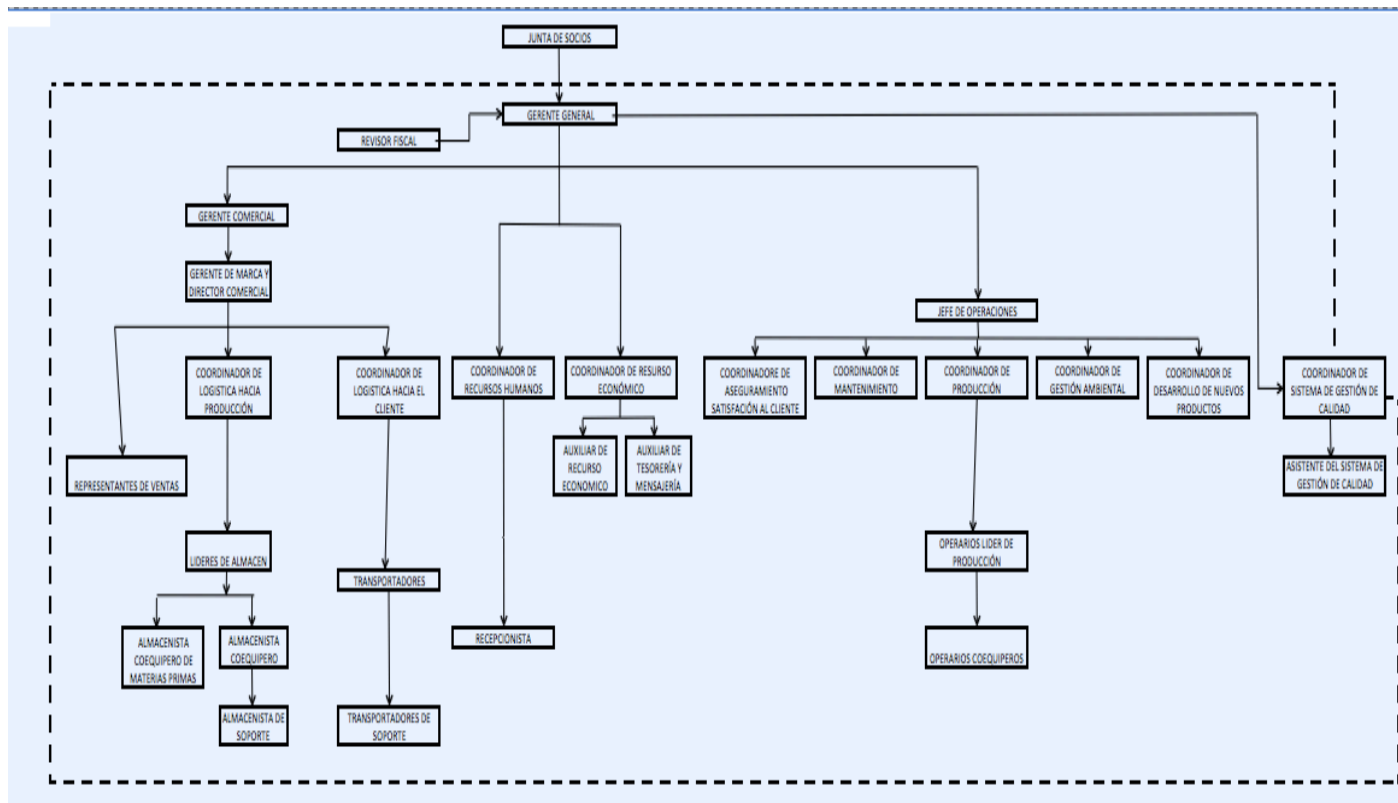 JUNTA DE SOCIOS
GERENTE GENERAL
REVISOR FISCAL
GERENTE COMERCIAL
GERENTE DE MARCA Y
DIRECTOR COMERCIAL
JEFE DE OPERACIONES
COORDINADOR DE
LOGISTICA HACIA
PRODUCCIÓN
COORDINADOR DE
LOGISTICA HACIA EL
CLIENTE
COORDINADOR DE
RECURSOS HUMANOS
COORDINADOR DE RESURSO
ECONÓMICO
COORDINADORE DE
ASEGURAMIENTO
SATISFACIÓN AL CLIENTE
COORDINADOR DE
MANTENIMIENTO
COORDINADOR DE
PRODUCCIÓN
COORDINADOR DE
GESTIÓN AMBIENTAL
COORDINADOR DE
DESARROLLO DE NUEVOS
PRODUCTOS
COORDINADOR DE
SISTEMA DE GESTIÓN DE
CALIDAD
REPRESENTANTES DE VENTAS
AUXILIAR DE
RECURSO
ECONOMICO
AUXILIAR DE
TESORERÍA Y
MENSAJERÍA
ASISTENTE DEL SISTEMA DE
GESTIÓN DE CALIDAD
LIDERES DE ALMACEN
TRANSPORTADORES
OPERARIOS LIDER DE
PRODUCCIÓN
ALMACENISTA
COEQUIPERO DE
MATERIAS PRIMAS
ALMACENISTA
COEQUIPERO
RECEPCIONISTA
OPERARIOS COEQUIPEROS
ALMACENISTA DE
SOPORTE
TRANSPORTADORES DE
SOPORTE